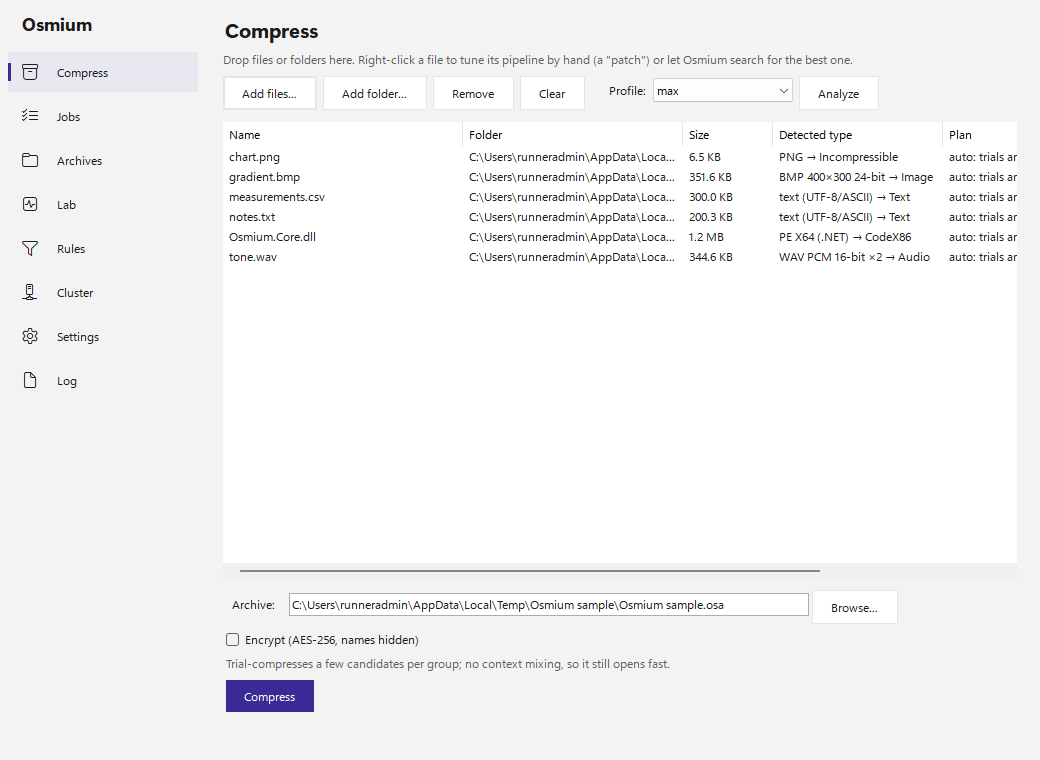 Osmium
Compress
Jobs
Archives
Lab
Rules
Cluster
Settings
Log
Compress
Drop files or folders here. Right-click a file to tune its pipeline by hand (a "patch") or let Osmium search for the best one.
Add files... Add folder... Remove Clear Profile: max Analyze
Name Folder Size Detected type Plan
chart.png C:\Users\runneradmin\AppData\Loca... 6.5 KB PNG → Incompressible auto: trials ar
gradient.bmp C:\Users\runneradmin\AppData\Loca... 351.6 KB BMP 400×300 24-bit → Image auto: trials ar
measurements.csv C:\Users\runneradmin\AppData\Loca... 300.0 KB text (UTF-8/ASCII) → Text auto: trials ar
notes.txt C:\Users\runneradmin\AppData\Loca... 200.3 KB text (UTF-8/ASCII) → Text auto: trials ar
Osmium.Core.dll C:\Users\runneradmin\AppData\Loca... 1.2 MB PE X64 (.NET) → CodeX86 auto: trials ar
tone.wav C:\Users\runneradmin\AppData\Loca... 344.6 KB WAV PCM 16-bit ×2 → Audio auto: trials ar
Archive: C:\Users\runneradmin\AppData\Local\Temp\Osmium sample\Osmium sample.osa Browse...
Encrypt (AES-256, names hidden)
Trial-compresses a few candidates per group; no context mixing, so it still opens fast.
Compress